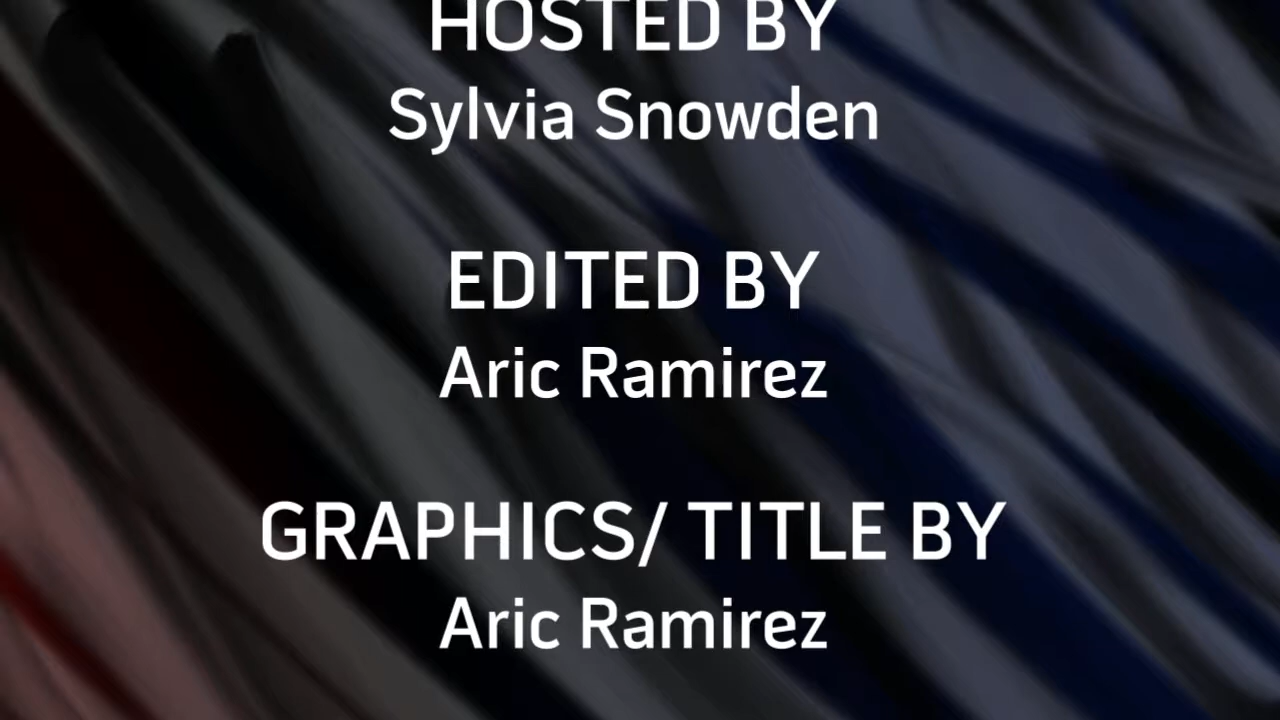 HOSTED BY
Sylvia Snowden
EDITED BY
Aric Ramirez
GRAPHICS/ TITLE BY
Aric Ramirez